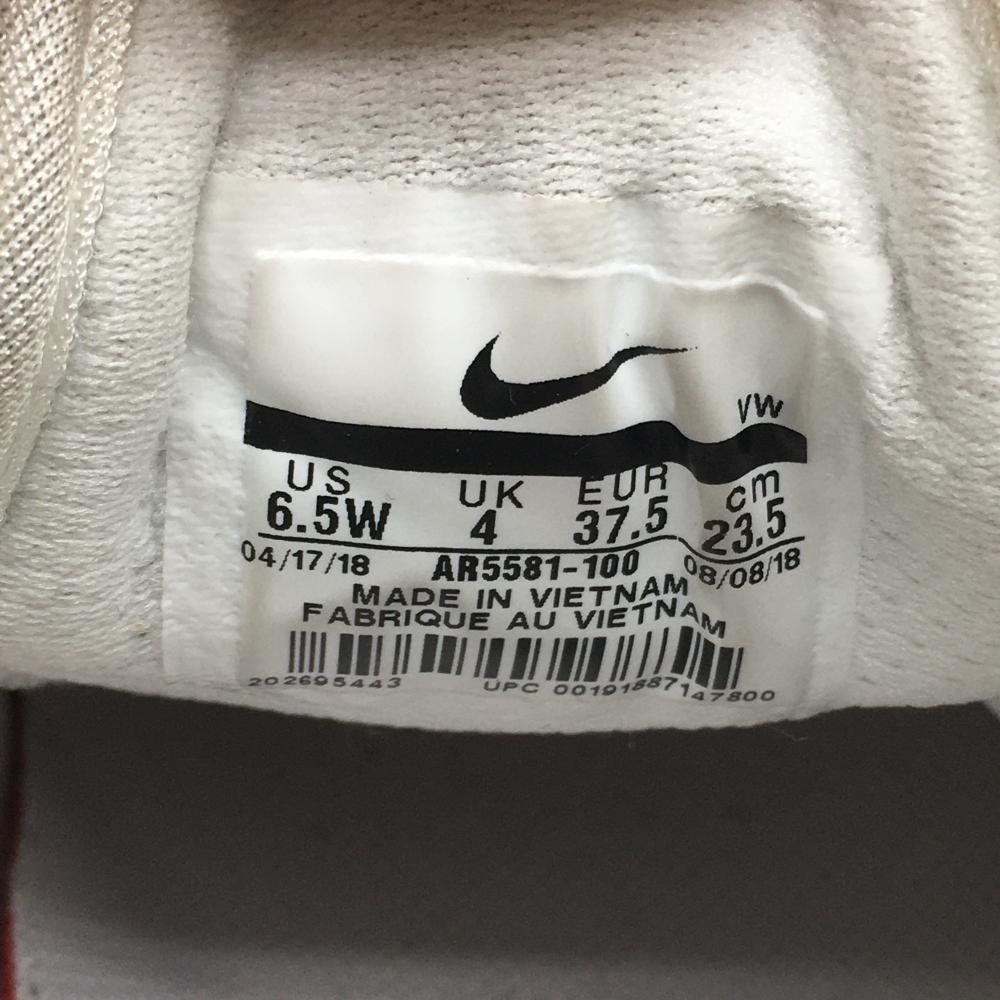 VW
US UK EUR cm
6.5W 4 37.5 23.5
04/17/18 AR5581-100 08/08/18
MADE IN VIETNAM
FABRIQUE AU VIETNAM
202695443 UPC 00191887147800